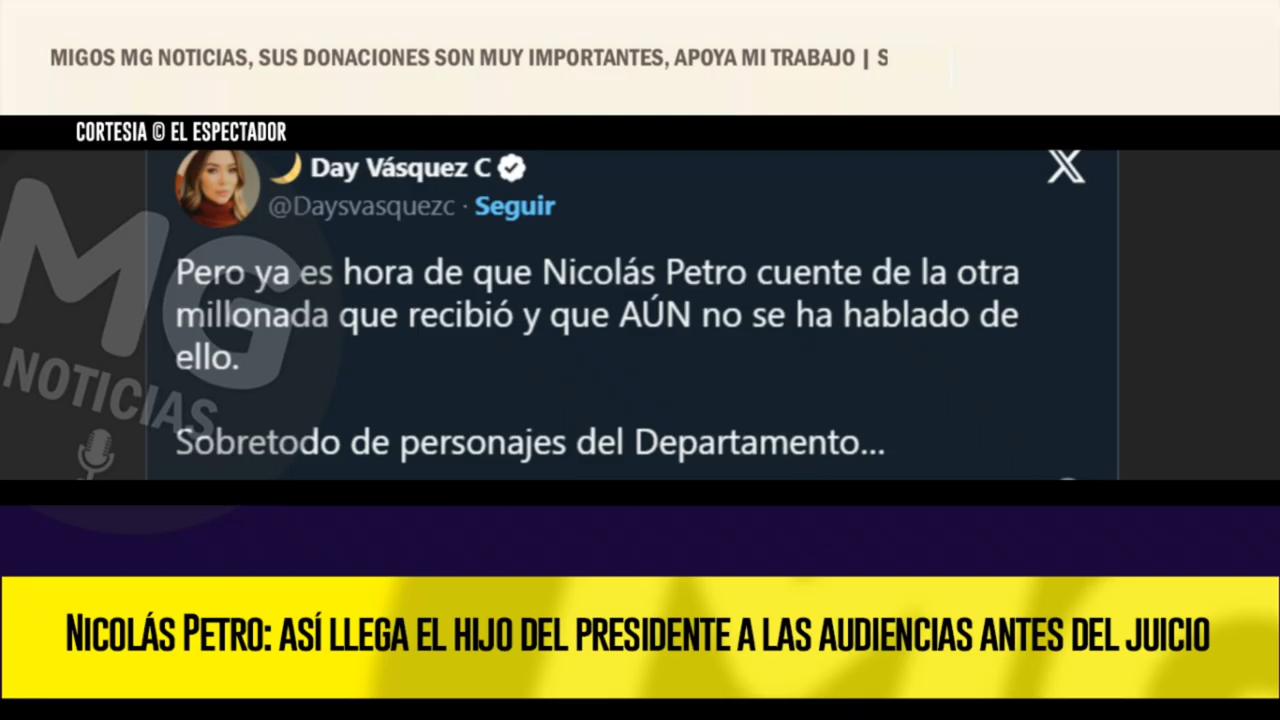 MIGOS MG NOTICIAS, SUS DONACIONES SON MUY IMPORTANTES, APOYA MI TRABAJO | S
CORTESIA © EL ESPECTADOR
Day Vásquez C
@Daysvasquezc · Seguir
Pero ya es hora de que Nicolás Petro cuente de la otra
millonada que recibió y que AÚN no se ha hablado de
ello.
Sobretodo de personajes del Departamento...
MG
NOTICIAS
NICOLÁS PETRO: ASÍ LLEGA EL HIJO DEL PRESIDENTE A LAS AUDIENCIAS ANTES DEL JUICIO